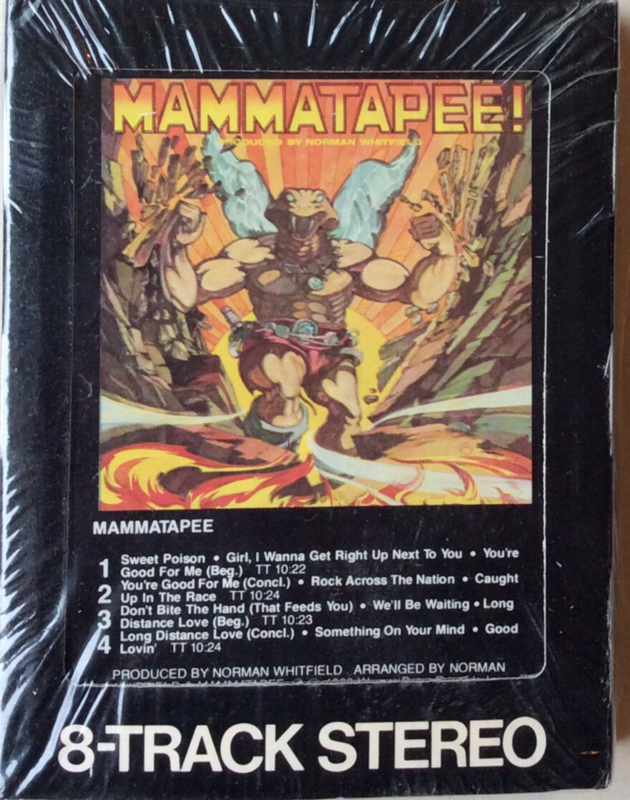 MAMMATAPEE!
PRODUCED BY NORMAN WHITFIELD
MAMMATAPEE
1 Sweet Poison • Girl, I Wanna Get Right Up Next To You • You're
Good For Me (Beg.) TT 10:22
2 You're Good For Me (Concl.) • Rock Across The Nation • Caught
Up In The Race TT 10:24
3 Don't Bite The Hand (That Feeds You) • We'll Be Waiting • Long
Distance Love (Beg.) TT 10:23
4 Long Distance Love (Concl.) • Something On Your Mind • Good
Lovin' TT 10:24
PRODUCED BY NORMAN WHITFIELD ARRANGED BY NORMAN
8-TRACK STEREO